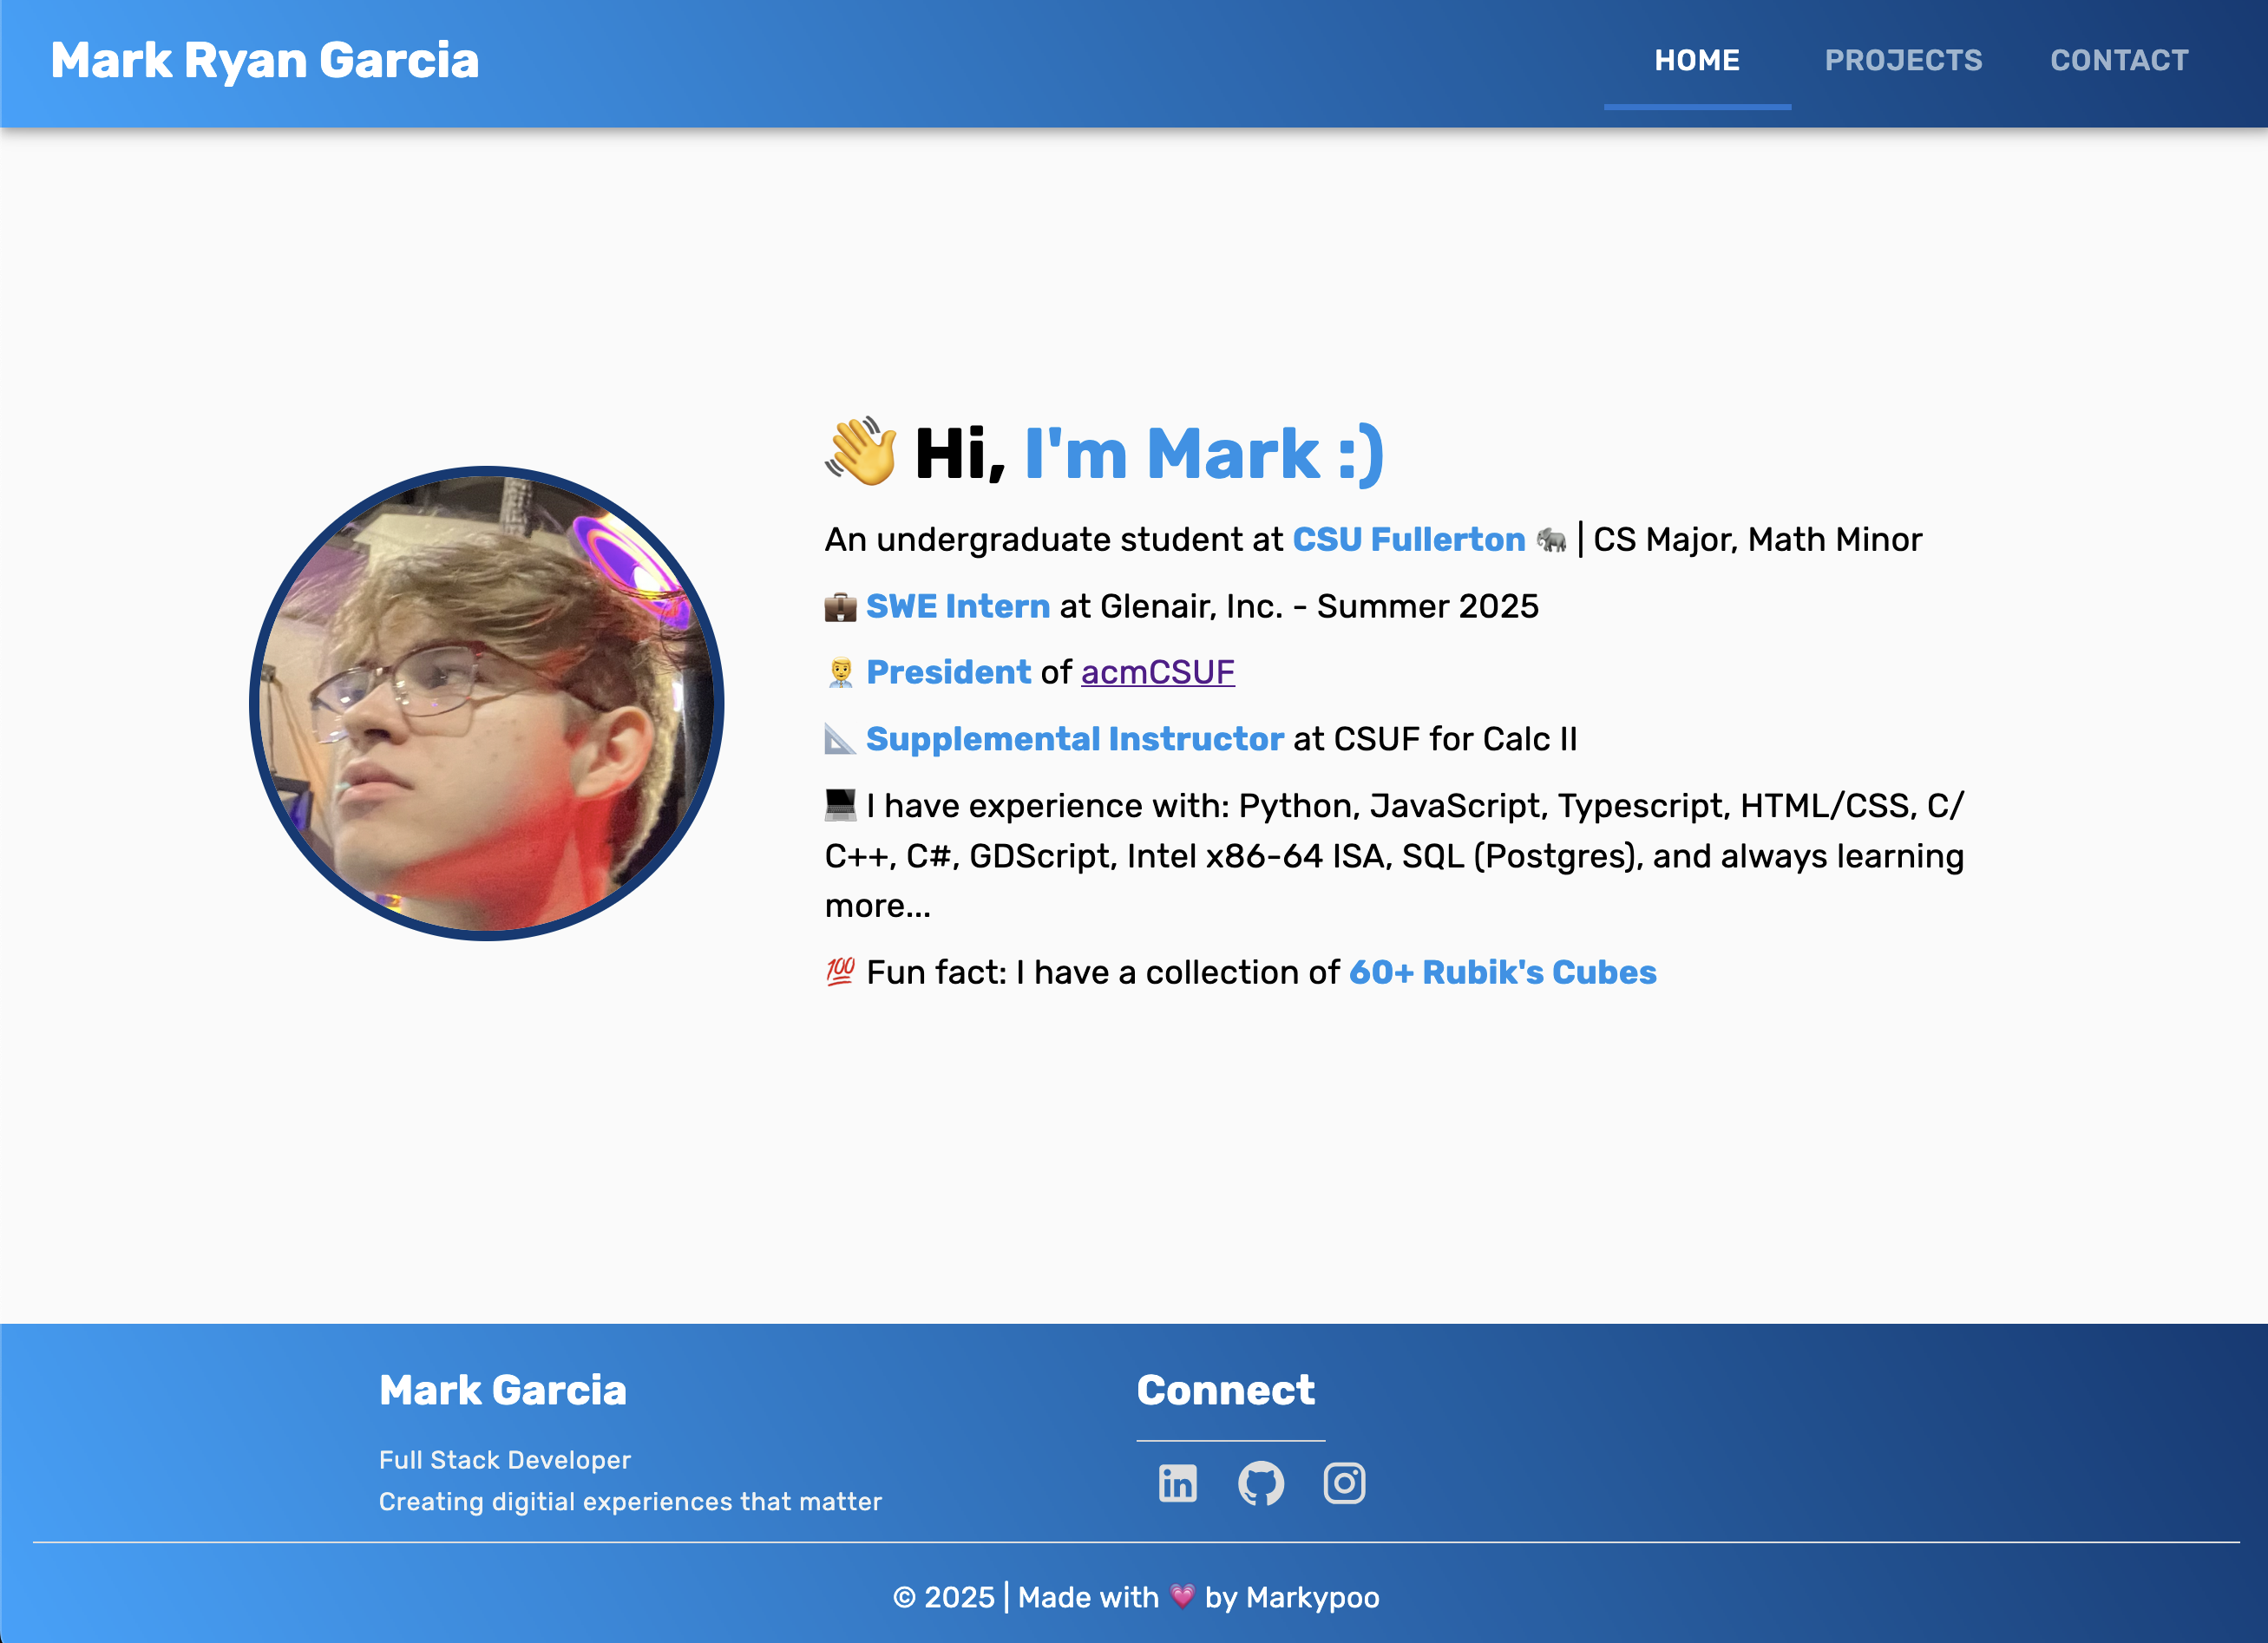 Mark Ryan Garcia
HOME PROJECTS CONTACT
👋 Hi, I'm Mark :)
An undergraduate student at CSU Fullerton 🐘 | CS Major, Math Minor
💼 SWE Intern at Glenair, Inc. - Summer 2025
👨‍💼 President of acmCSUF
📐 Supplemental Instructor at CSUF for Calc II
💻 I have experience with: Python, JavaScript, Typescript, HTML/CSS, C/
C++, C#, GDScript, Intel x86-64 ISA, SQL (Postgres), and always learning
more...
💯 Fun fact: I have a collection of 60+ Rubik's Cubes
Mark Garcia
Full Stack Developer
Creating digitial experiences that matter
Connect
in
© 2025 | Made with 💗 by Markypoo